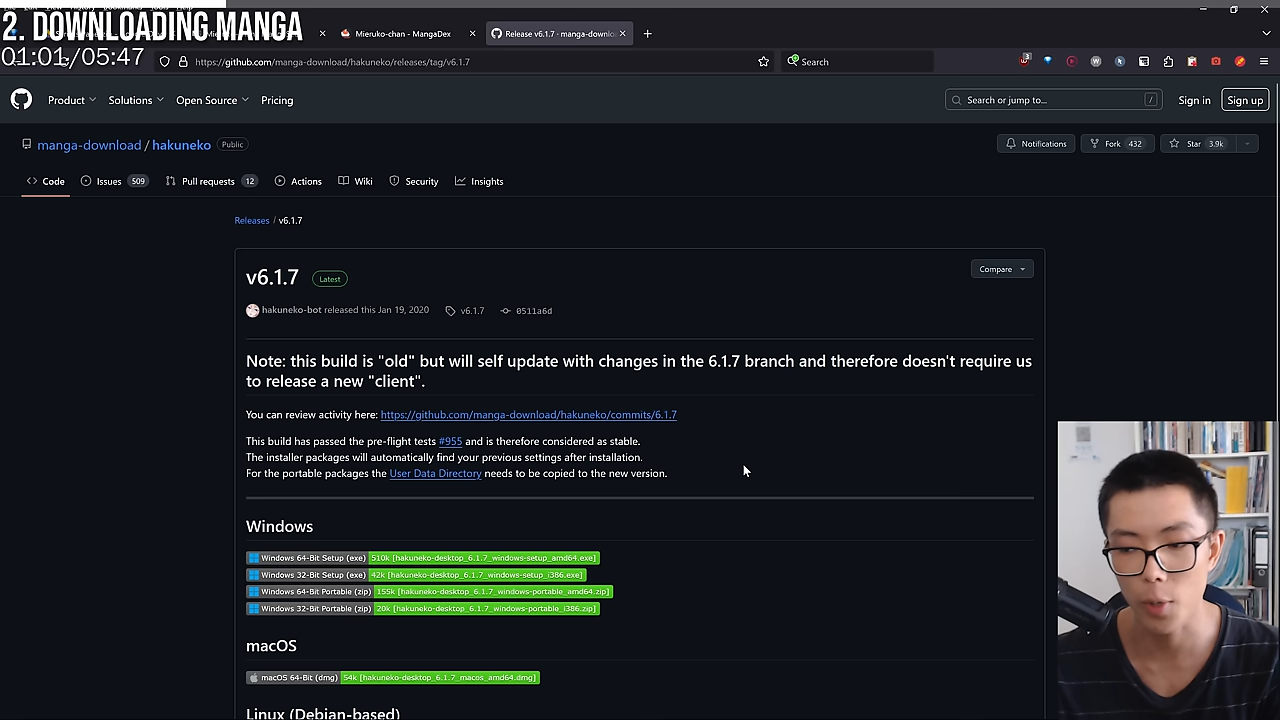 2. DOWNLOADING MANGA
01:01/05:47
Mieruko-chan - MangaDex
Release v6.1.7 · manga-downlo
https://github.com/manga-download/hakuneko/releases/tag/v6.1.7
Search
3
Product
Solutions
Open Source
Pricing
Search or jump to...
/
Sign in
Sign up
manga-download / hakuneko
Public
Notifications
Fork 432
Star 3.9k
Code
Issues 509
Pull requests 12
Actions
Wiki
Security
Insights
Releases / v6.1.7
v6.1.7 Latest
Compare
hakuneko-bot released this Jan 19, 2020
v6.1.7
0511a6d
Note: this build is "old" but will self update with changes in the 6.1.7 branch and therefore doesn't require us
to release a new "client".
You can review activity here: https://github.com/manga-download/hakuneko/commits/6.1.7
This build has passed the pre-flight tests #955 and is therefore considered as stable.
The installer packages will automatically find your previous settings after installation.
For the portable packages the User Data Directory needs to be copied to the new version.
Windows
Windows 64-Bit Setup (exe) 510k [hakuneko-desktop_6.1.7_windows-setup_amd64.exe]
Windows 32-Bit Setup (exe) 42k [hakuneko-desktop_6.1.7_windows-setup_i386.exe]
Windows 64-Bit Portable (zip) 155k [hakuneko-desktop_6.1.7_windows-portable_amd64.zip]
Windows 32-Bit Portable (zip) 20k [hakuneko-desktop_6.1.7_windows-portable_i386.zip]
macOS
macOS 64-Bit (dmg) 54k [hakuneko-desktop_6.1.7_macos_amd64.dmg]
Linux (Debian-based)